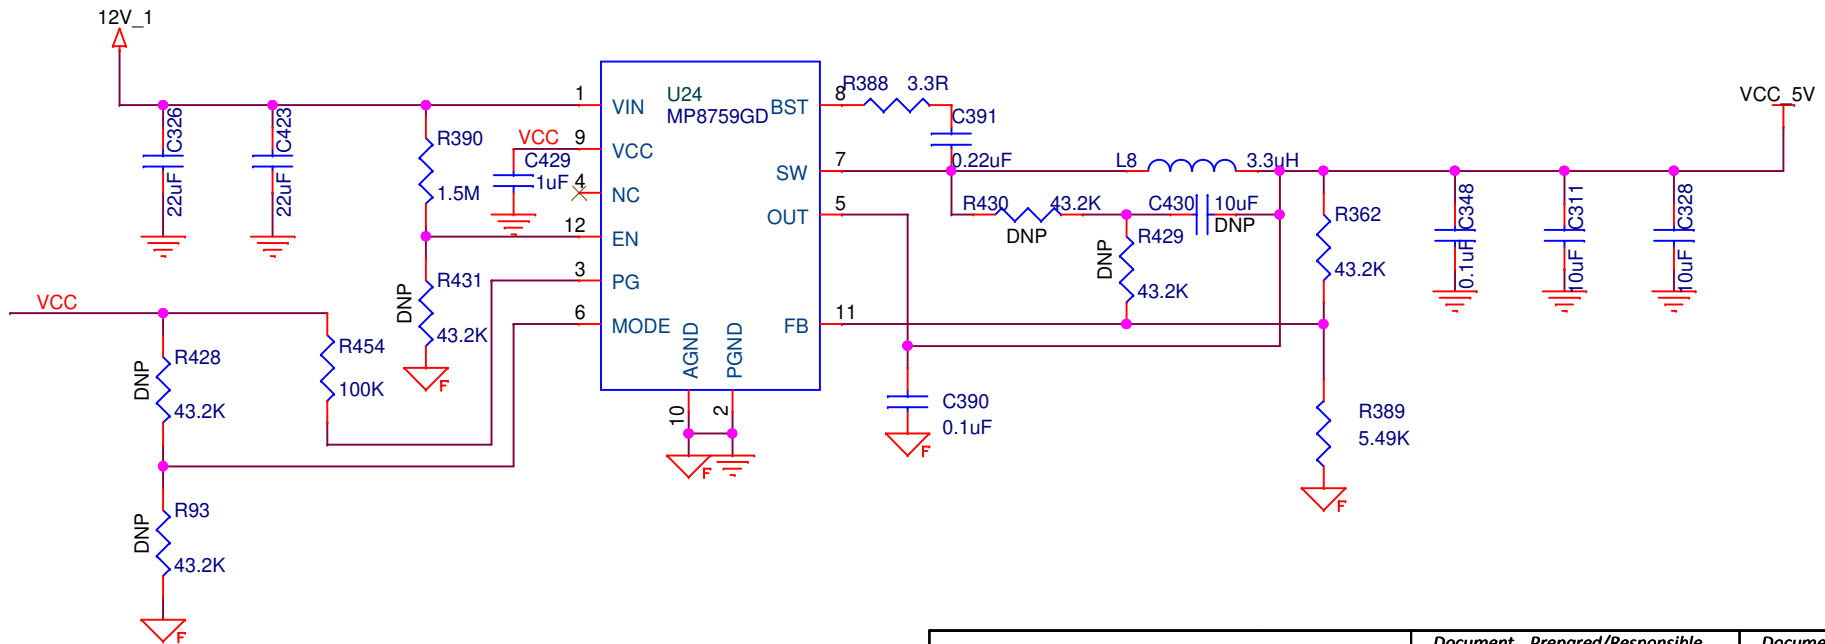 12V_1
C326
22uF
C423
22uF
R390
1.5M
VCC
C429
1uF
1
9
4
12
3
6
VIN
VCC
NC
EN
PG
MODE
U24
MP8759GD
BST
SW
OUT
FB
AGND
PGND
10
2
F
8
7
5
11
R388
3.3R
C391
0.22uF
L8
3.3uH
VCC_5V
R430
43.2K
DNP
C430
10uF
DNP
R429
DNP
43.2K
R362
43.2K
C348
0.1uF
C311
10uF
C328
10uF
R431
DNP
43.2K
F
VCC
R428
DNP
43.2K
R454
100K
C390
0.1uF
F
R389
5.49K
F
R93
DNP
43.2K
F
Document Prepared/Responsible
Docume